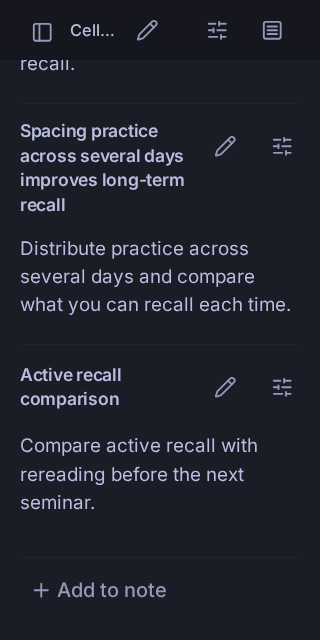 Cell...
recall.
Spacing practice
across several days
improves long-term
recall
Distribute practice across
several days and compare
what you can recall each time.
Active recall
comparison
Compare active recall with
rereading before the next
seminar.
+ Add to note